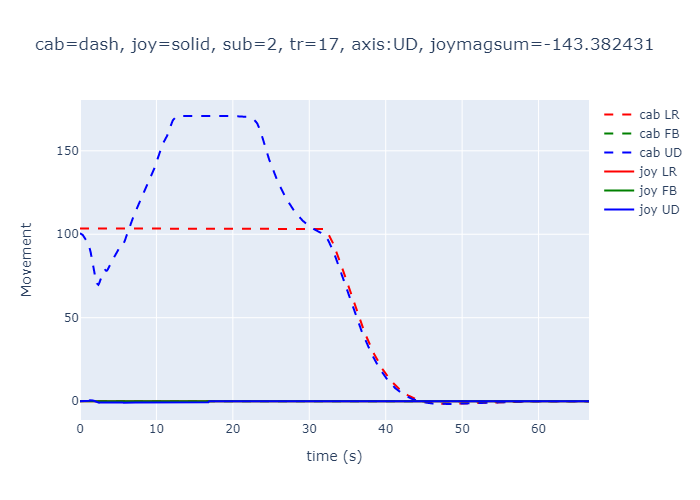 cab=dash, joy=solid, sub=2, tr=17, axis:UD, joymagsum=-143.382431
cab LR
cab FB
cab UD
joy LR
joy FB
joy UD
Movement
150
100
50
0
0 10 20 30 40 50 60
time (s)